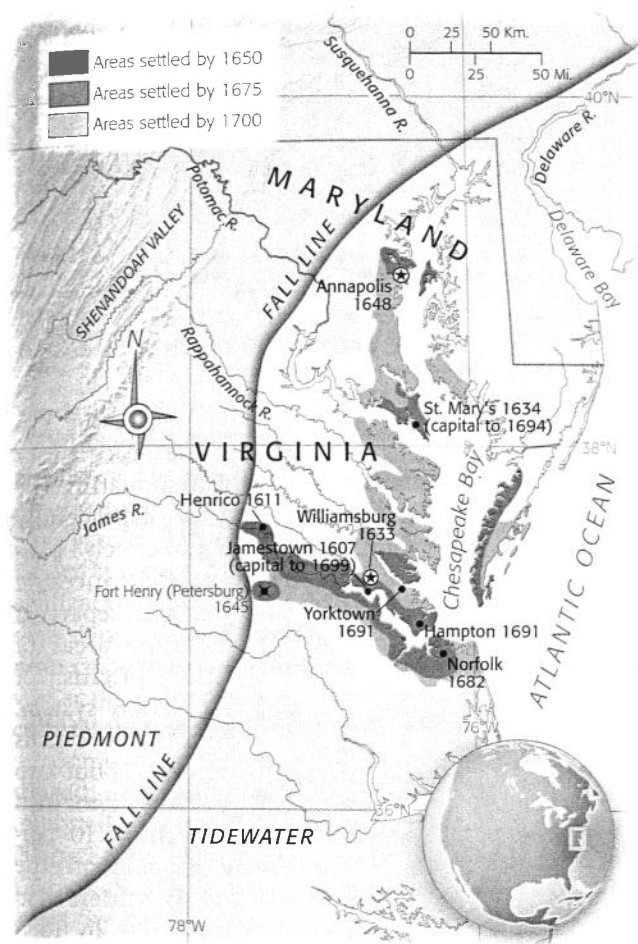 Areas settled by 1650
Areas settled by 1675
Areas settled by 1700
0 25 50 Km.
0 25 50 Mi.
Susquehanna R.
40°N
Delaware R.
Delaware Bay
MARYLAND
Potomac R.
FALL LINE
SHENANDOAH VALLEY
Annapolis
1648
N
Rappahannock R.
St. Mary's 1634
(capital to 1694)
38°N
VIRGINIA
Chesapeake Bay
ATLANTIC OCEAN
Henrico 1611
Williamsburg
1633
James R.
Jamestown 1607
(capital to 1699)
Fort Henry (Petersburg)
1645
Yorktown
1691
Hampton 1691
Norfolk
1682
76°W
PIEDMONT
FALL LINE
36°N
TIDEWATER
78°W